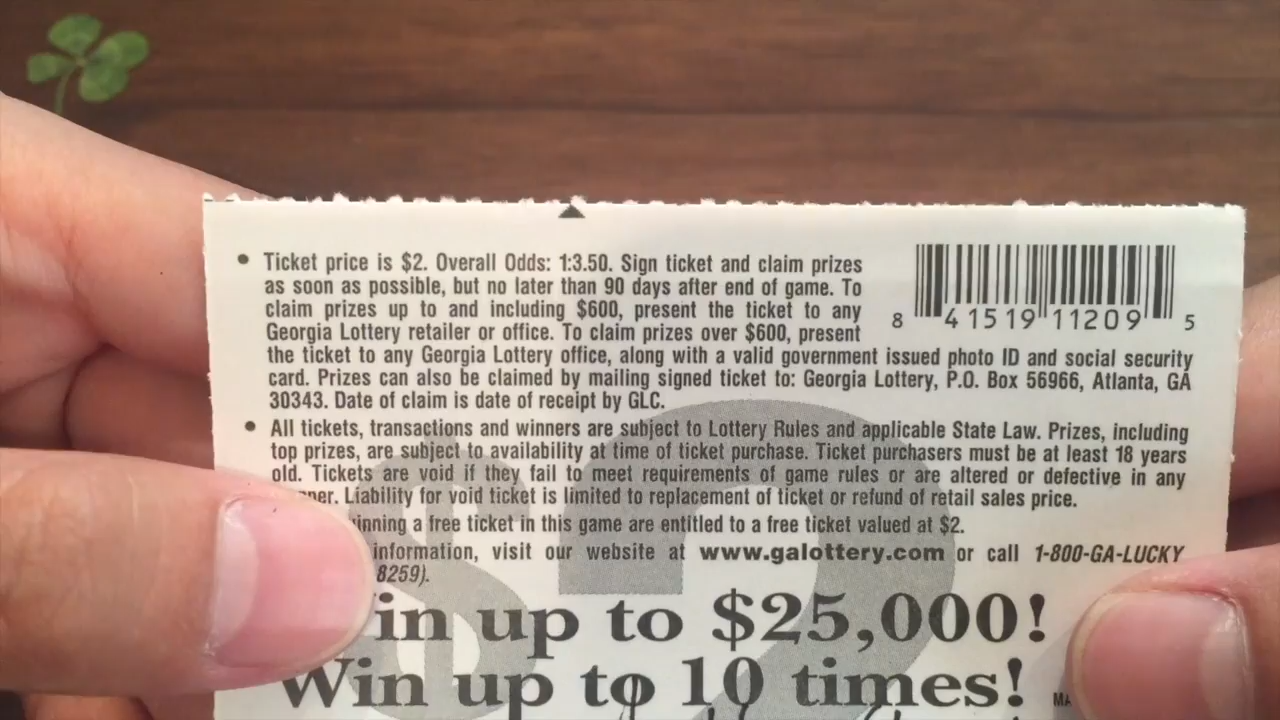 • Ticket price is $2. Overall Odds: 1:3.50. Sign ticket and claim prizes
as soon as possible, but no later than 90 days after end of game. To
claim prizes up to and including $600, present the ticket to any
Georgia Lottery retailer or office. To claim prizes over $600, present
the ticket to any Georgia Lottery office, along with a valid government issued photo ID and social security
card. Prizes can also be claimed by mailing signed ticket to: Georgia Lottery, P.O. Box 56966, Atlanta, GA
30343. Date of claim is date of receipt by GLC.
8 41519 11209 5
• All tickets, transactions and winners are subject to Lottery Rules and applicable State Law. Prizes, including
top prizes, are subject to availability at time of ticket purchase. Ticket purchasers must be at least 18 years
old. Tickets are void if they fail to meet requirements of game rules or are altered or defective in any
Liability for void ticket is limited to replacement of ticket or refund of retail sales price.
a free ticket in this game are entitled to a free ticket valued at $2.
information, visit our website at www.galottery.com or call 1-800-GA-LUCKY
8259).
$2
in up to $25,000!
Win up to 10 times!